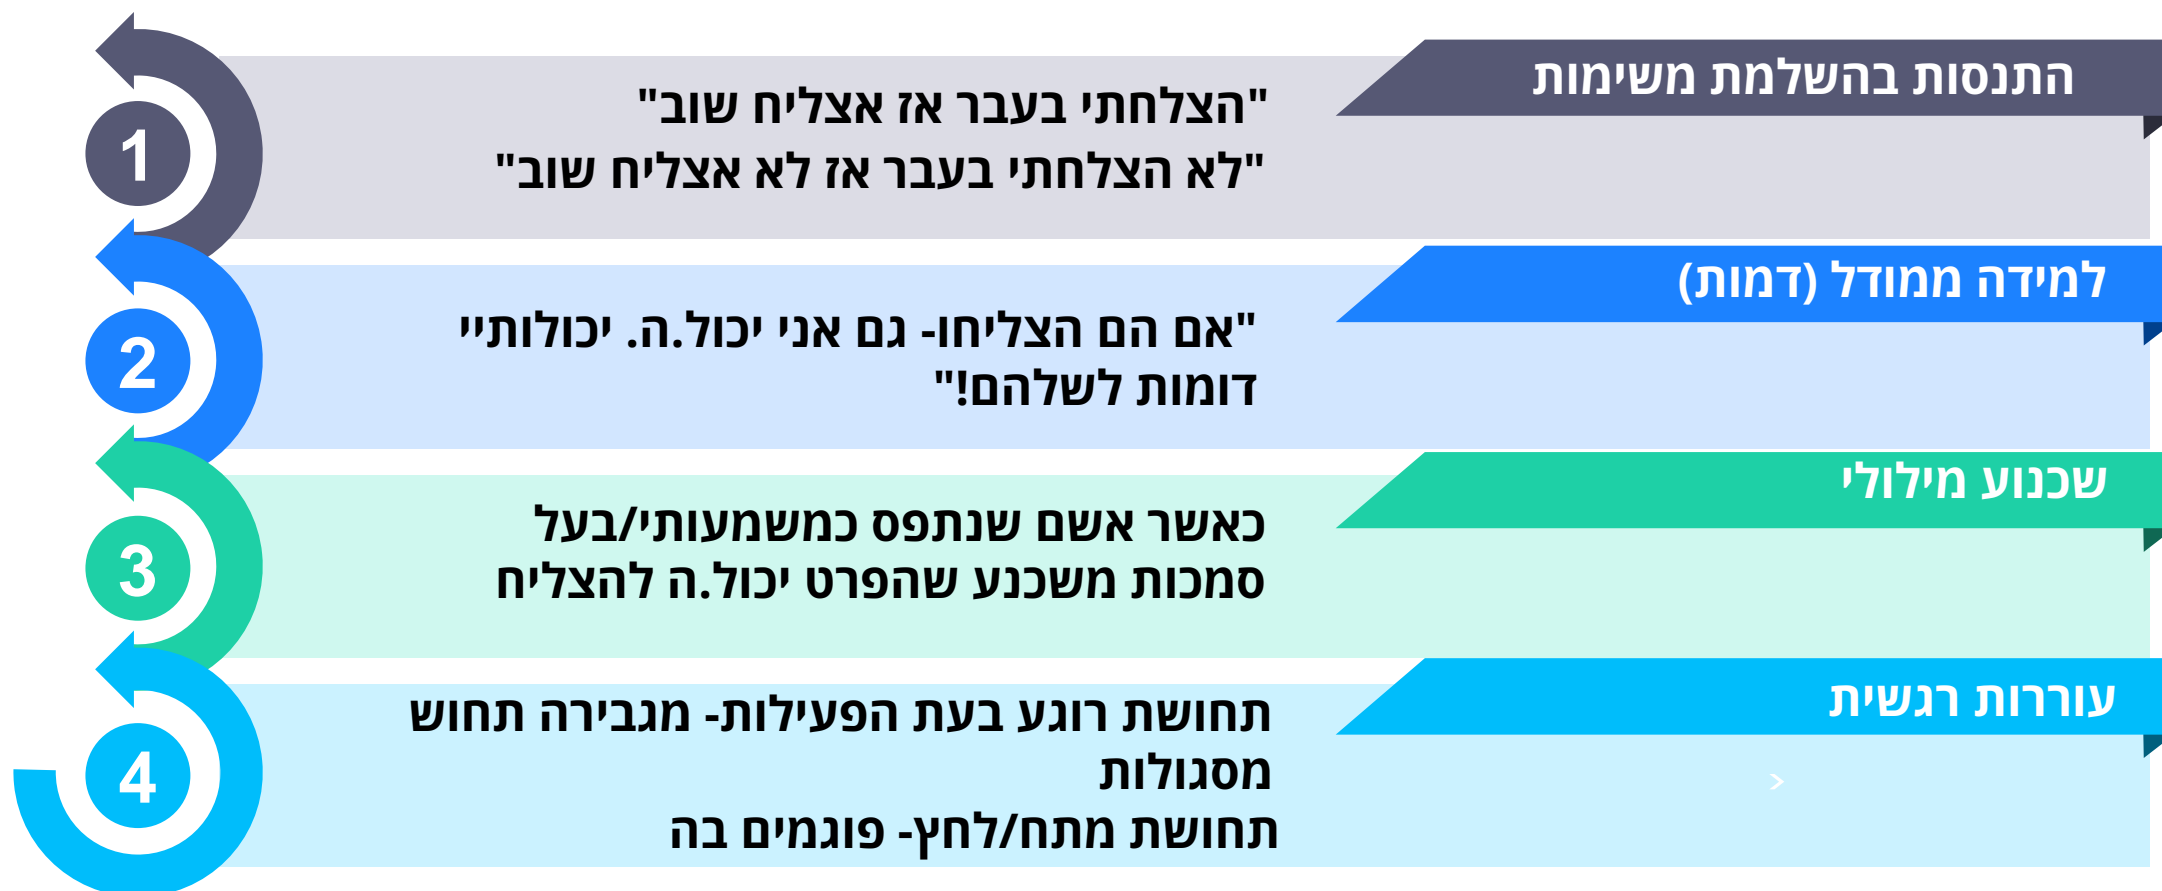 התנסות בהשלמת משימות
1
"הצלחתי בעבר אז אצליח שוב"
"לא הצלחתי בעבר אז לא אצליח שוב"
למידה ממודל (דמות)
2
"אם הם הצליחו- גם אני יכול.ה. יכולותיי
דומות לשלהם!"
שכנוע מילולי
3
כאשר אשם שנתפס כמשמעותי/בעל
סמכות משכנע שהפרט יכול.ה להצליח
עוררות רגשית
4
תחושת רוגע בעת הפעילות- מגבירה תחוש
מסגולות
תחושת מתח/לחץ- פוגמים בה